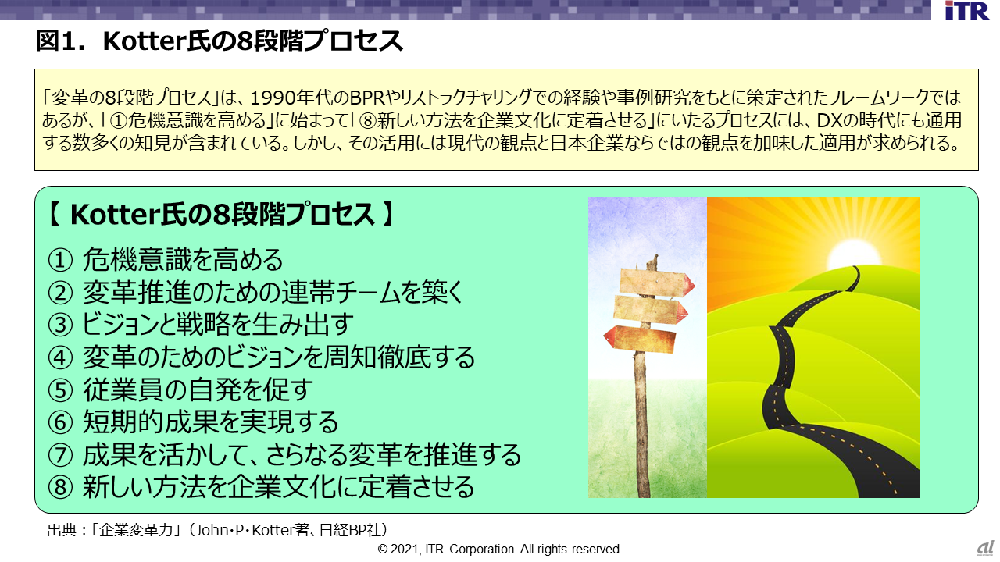 iTR
図1．Kotter氏の8段階プロセス
「変革の8段階プロセス」は、1990年代のBPRやリストラクチャリングでの経験や事例研究をもとに策定されたフレームワークでは
あるが、「①危機意識を高める」に始まって「⑧新しい方法を企業文化に定着させる」にいたるプロセスには、DXの時代にも通用
する数多くの知見が含まれている。しかし、その活用には現代の観点と日本企業ならではの観点を加味した適用が求められる。
【 Kotter氏の8段階プロセス 】
① 危機意識を高める
② 変革推進のための連帯チームを築く
③ ビジョンと戦略を生み出す
④ 変革のためのビジョンを周知徹底する
⑤ 従業員の自発を促す
⑥ 短期的成果を実現する
⑦ 成果を活かして、さらなる変革を推進する
⑧ 新しい方法を企業文化に定着させる
出典：「企業変革力」（John・P・Kotter著、日経BP社）
© 2021, ITR Corporation All rights reserved.
ai